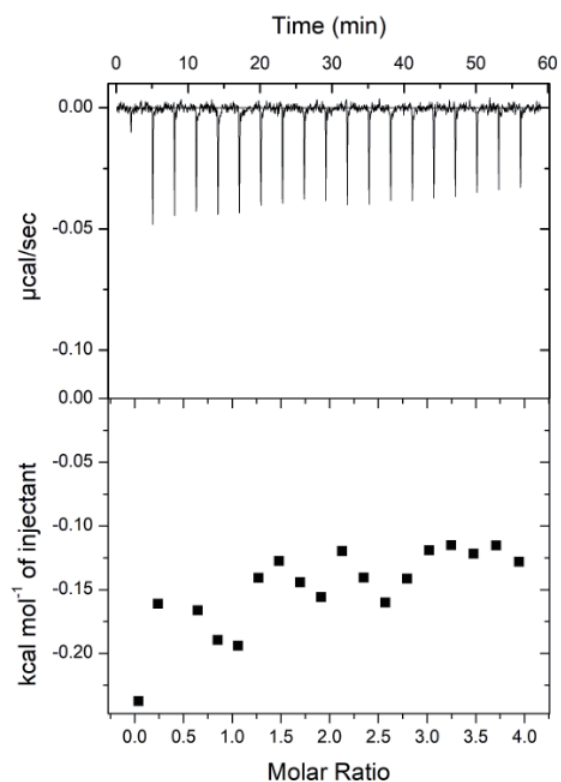 Time (min)
0 10 20 30 40 50 60
0.00
-0.05
-0.10
µcal/sec
0.00
-0.05
-0.10
-0.15
-0.20
kcal mol⁻¹ of injectant
0.0 0.5 1.0 1.5 2.0 2.5 3.0 3.5 4.0
Molar Ratio